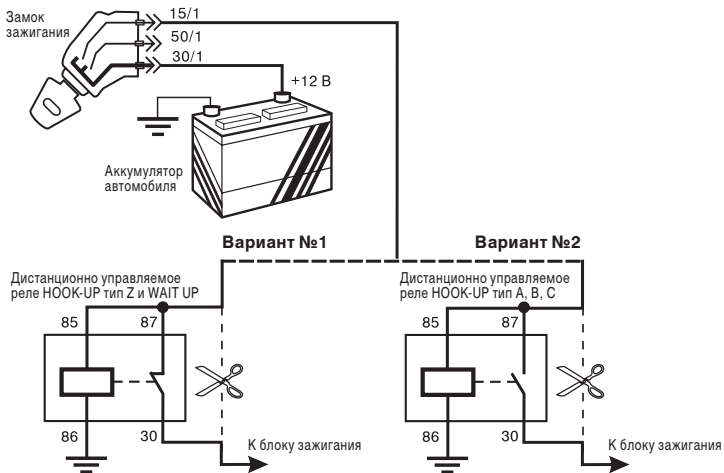 Замок
зажигания
15/1
50/1
30/1
+12 В
Аккумулятор
автомобиля
Вариант №1
Вариант №2
Дистанционно управляемое
реле HOOK-UP тип Z и WAIT UP
Дистанционно управляемое
реле HOOK-UP тип A, B, C
85
87
85
87
86
30
К блоку зажигания
86
30
К блоку зажигания